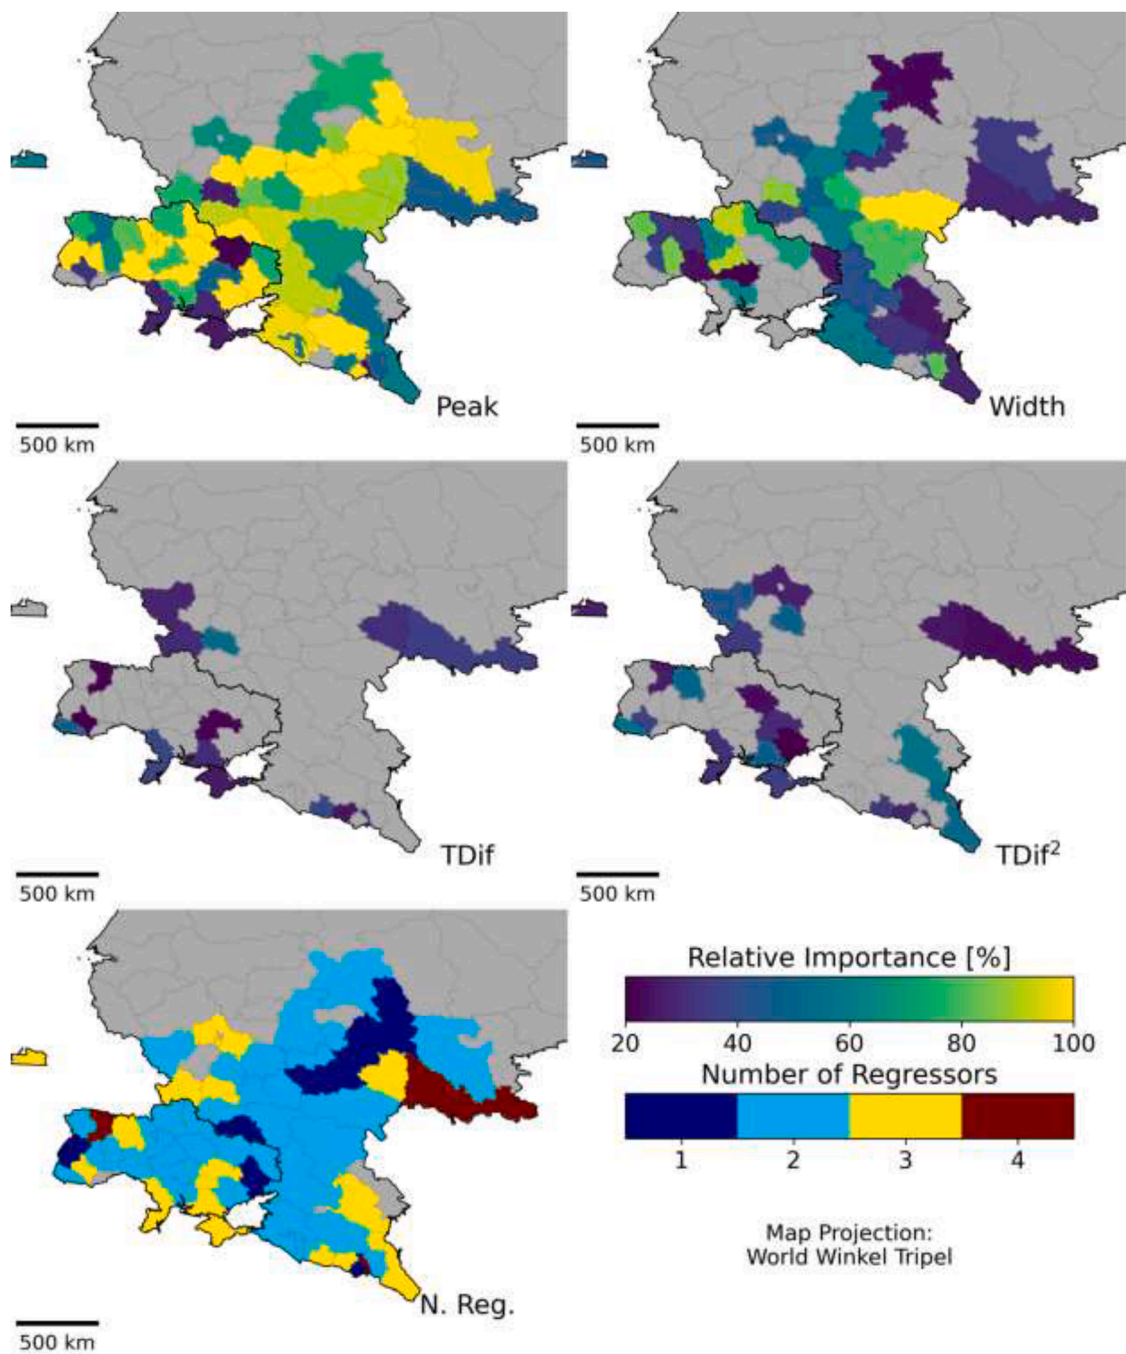 Peak
500 km
Width
500 km
TDif
500 km
TDif²
500 km
Relative Importance [%]
20 40 60 80 100
Number of Regressors
1 2 3 4
Map Projection:
World Winkel Tripel
N. Reg.
500 km